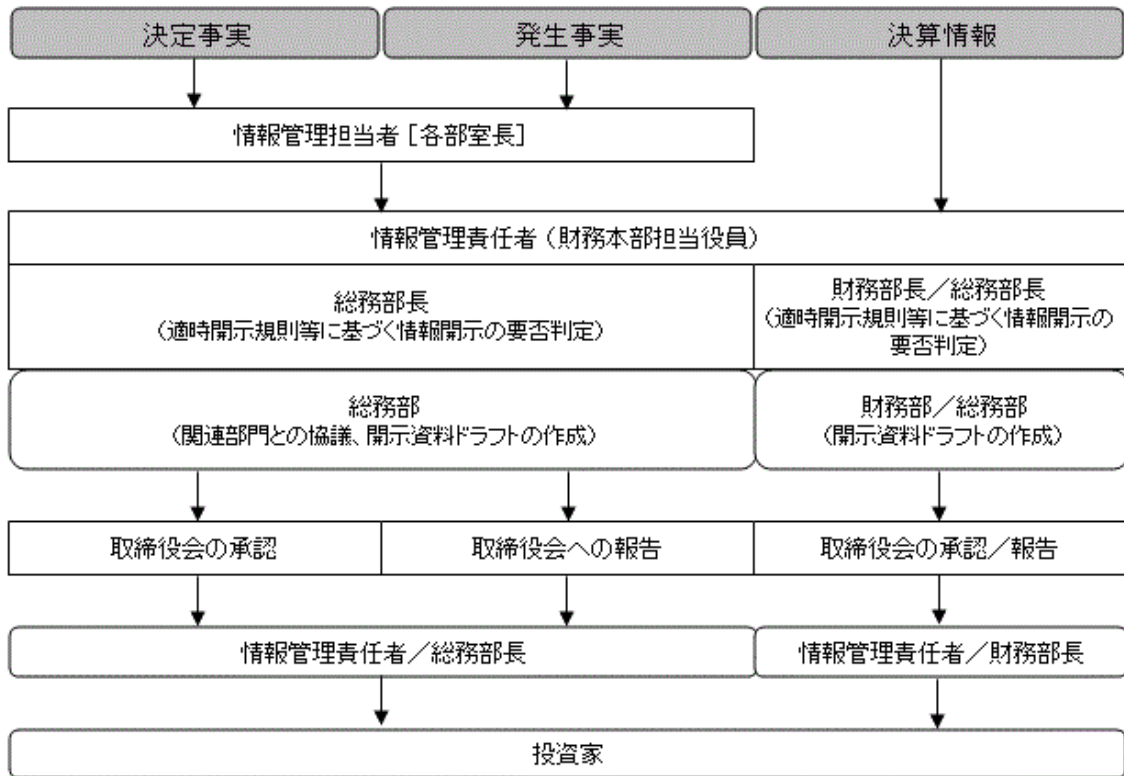 決定事実
発生事実
決算情報
情報管理担当者［各部室長］
情報管理責任者（財務本部担当役員）
総務部長
（適時開示規則等に基づく情報開示の要否判定）
財務部長／総務部長
（適時開示規則等に基づく情報開示の
要否判定）
総務部
（関連部門との協議、開示資料ドラフトの作成）
財務部／総務部
（開示資料ドラフトの作成）
取締役会の承認
取締役会への報告
取締役会の承認／報告
情報管理責任者／総務部長
情報管理責任者／財務部長
投資家